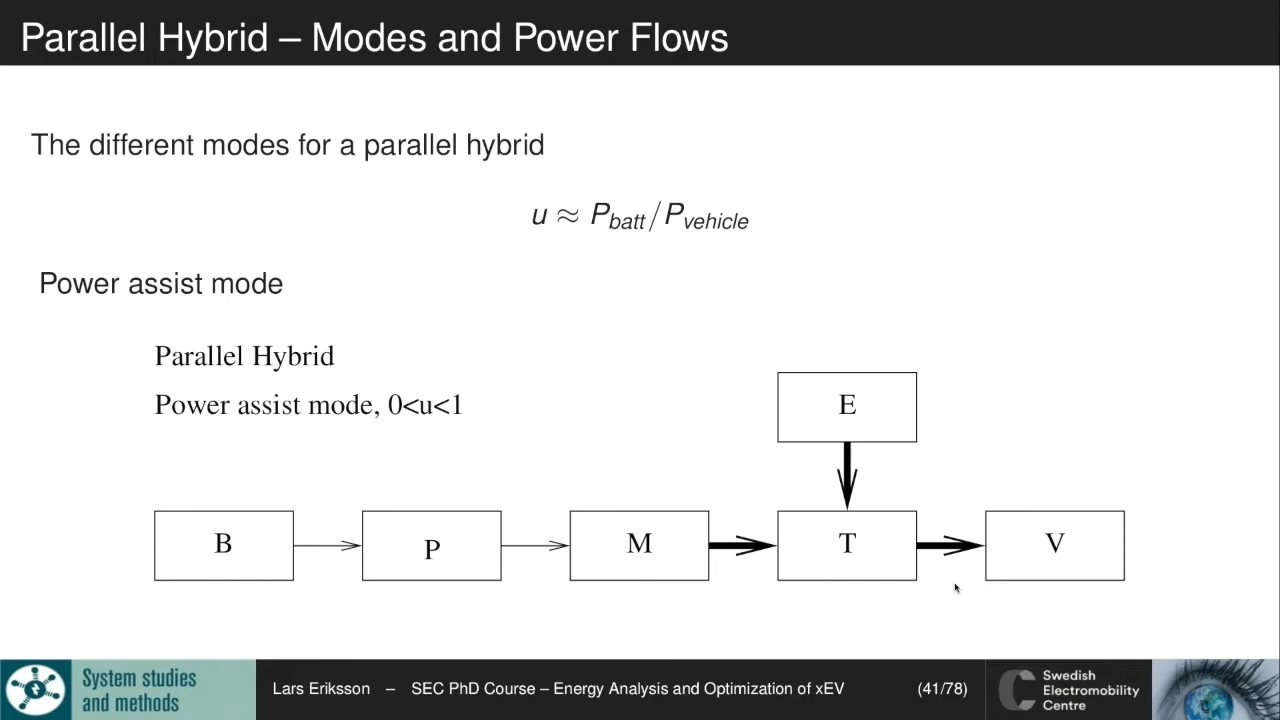 Parallel Hybrid – Modes and Power Flows
The different modes for a parallel hybrid
u ≈ P_batt/P_vehicle
Power assist mode
Parallel Hybrid
Power assist mode, 0<u<1
E
B
P
M
T
V
System studies
and methods
Lars Eriksson – SEC PhD Course – Energy Analysis and Optimization of xEV
(41/78)
Swedish
Electromobility
Centre